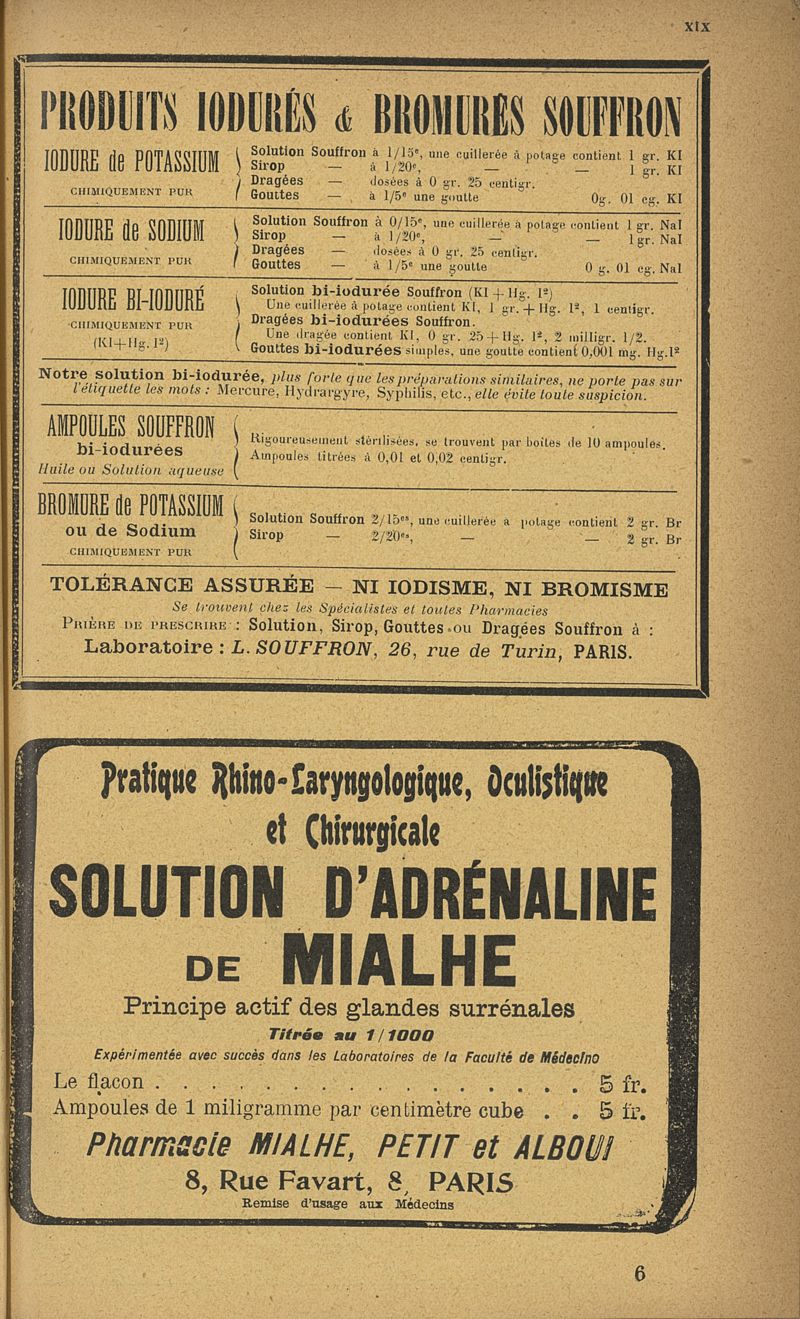 XIX
PRODUITS IODURÉS & BROMURÉS SOUFFRON
IODURE de POTASSIUM
CHIMIQUEMENT PUR
Solution Souffron à 1/15e, une cuillerée à potage contient 1 gr. KI
Sirop — à 1/20e, — — 1 gr. KI
Dragées — dosées à 0 gr. 25 centigr.
Gouttes — à 1/5e une goutte 0g. 01 cg. KI
IODURE de SODIUM
CHIMIQUEMENT PUR
Solution Souffron à 0/15e, une cuillerée à potage contient 1 gr. NaI
Sirop — à 1/20e, — — 1 gr. NaI
Dragées — dosées à 0 gr. 25 centigr.
Gouttes — à 1/5e une goutte 0 g. 01 cg. NaI
IODURE BI-IODURÉ
CHIMIQUEMENT PUR
(KI+Hg. I²)
Solution bi-iodurée Souffron (KI + Hg. I²)
Une cuillerée à potage contient KI, 1 gr. + Hg. I², 1 centigr.
Dragées bi-iodurées Souffron.
Une dragée contient KI, 0 gr. 25 + Hg. I², 2 milligr. 1/2.
Gouttes bi-iodurées simples, une goutte contient 0,001 mg. Hg.I²
Notre solution bi-iodurée, plus forte que les préparations similaires, ne porte pas sur
l'étiquette les mots : Mercure, Hydrargyre, Syphilis, etc., elle évite toute suspicion.
AMPOULES SOUFFRON
bi-iodurées
Huile ou Solution aqueuse
Rigoureusement stérilisées, se trouvent par boites de 10 ampoules.
Ampoules titrées à 0,01 et 0,02 centigr.
BROMURE de POTASSIUM
ou de Sodium
CHIMIQUEMENT PUR
Solution Souffron 2/15es, une cuillerée à potage contient 2 gr. Br
Sirop — 2/20es, — — 2 gr. Br
TOLÉRANCE ASSURÉE — NI IODISME, NI BROMISME
Se trouvent chez les Spécialistes et toutes Pharmacies
PRIÈRE DE PRESCRIRE : Solution, Sirop, Gouttes ou Dragées Souffron à :
Laboratoire : L. SOUFFRON, 26, rue de Turin, PARIS.
Pratique Rhino-Laryngologique, Oculistique
et Chirurgicale
SOLUTION D'ADRÉNALINE
DE MIALHE
Principe actif des glandes surrénales
Titrée au 1/1000
Expérimentée avec succès dans les Laboratoires de la Faculté de Médecine
Le flacon . . . . . . . . . . . . . . . . 5 fr.
Ampoules de 1 miligramme par centimètre cube . . 5 fr.
Pharmacie MIALHE, PETIT et ALBOUI
8, Rue Favart, 8, PARIS
Remise d'usage aux Médecins
6